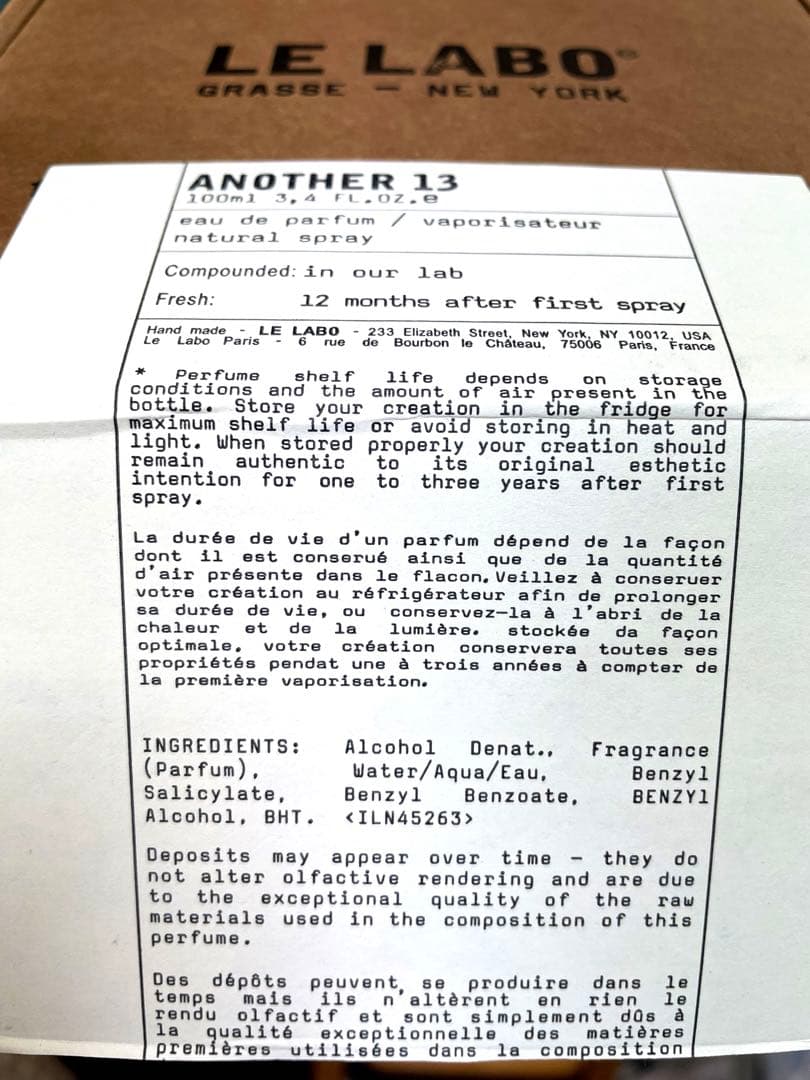 LE LABO®
GRASSE — NEW YORK
ANOTHER 13
100ml 3,4 FL.OZ.e
eau de parfum / vaporisateur
natural spray
Compounded: in our lab
Fresh: 12 months after first spray
Hand made - LE LABO - 233 Elizabeth Street, New York, NY 10012, USA
Le Labo Paris - 6 rue de Bourbon le Château, 75006 Paris, France
* Perfume shelf life depends on storage
conditions and the amount of air present in the
bottle. Store your creation in the fridge for
maximum shelf life or avoid storing in heat and
light. When stored properly your creation should
remain authentic to its original esthetic
intention for one to three years after first
spray.
La durée de vie d'un parfum dépend de la façon
dont il est conserué ainsi que de la quantité
d'air présente dans le flacon. Veillez à conseruer
votre création au réfrigérateur afin de prolonger
sa durée de vie, ou conservez-la à l'abri de la
chaleur et de la lumière. stockée da façon
optimale. votre création conservera toutes ses
propriétés pendat une à trois années à compter de
la première vaporisation.
INGREDIENTS: Alcohol Denat., Fragrance
(Parfum), Water/Aqua/Eau, Benzyl
Salicylate, Benzyl Benzoate, BENZYl
Alcohol, BHT. <ILN45263>
Deposits may appear over time — they do
not alter olfactive rendering and are due
to the exceptional quality of the raw
materials used in the composition of this
perfume.
Des dépôts peuvent, se produire dans le
temps mais ils n'altèrent en rien le
rendu olfactif et sont simplement dûs à
la qualité exceptionnelle des matières
premières utilisées dans la composition